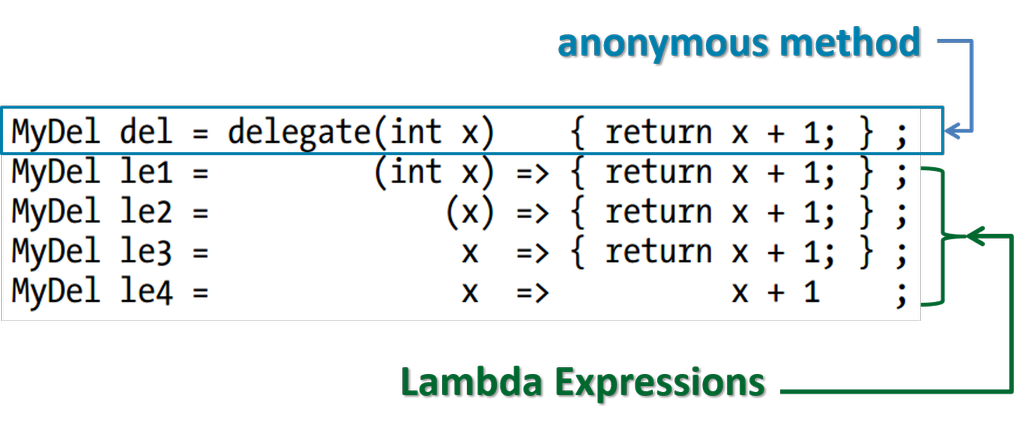 anonymous method
MyDel del = delegate(int x) { return x + 1; } ;
MyDel le1 = (int x) => { return x + 1; } ;
MyDel le2 = (x) => { return x + 1; } ;
MyDel le3 = x => { return x + 1; } ;
MyDel le4 = x => x + 1 ;
Lambda Expressions